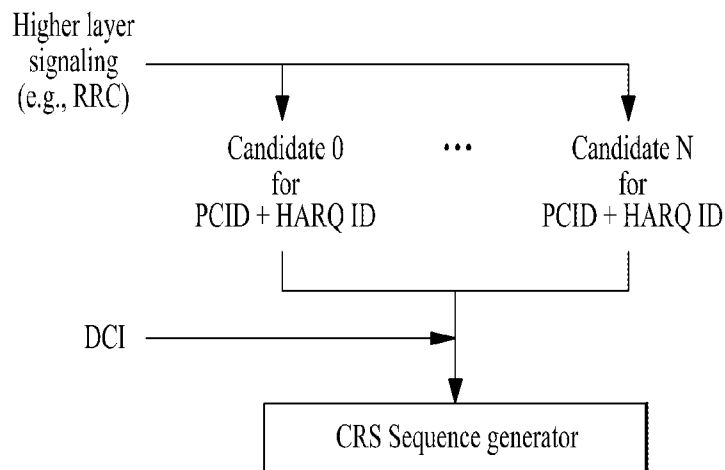 Higher layer
signaling
(e.g., RRC)
Candidate 0
for
PCID + HARQ ID
...
Candidate N
for
PCID + HARQ ID
DCI
CRS Sequence generator